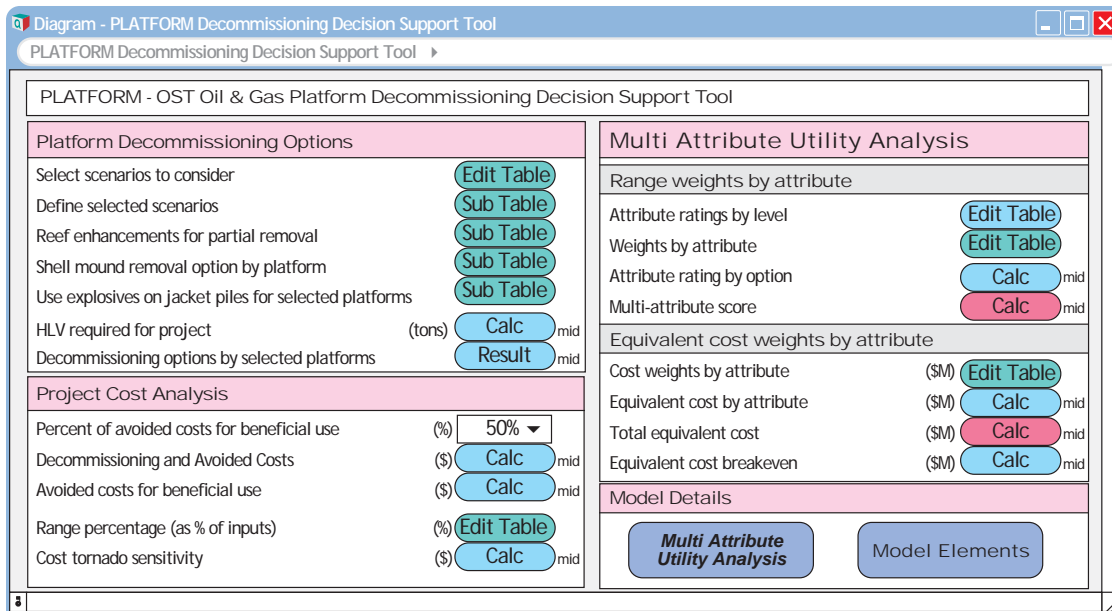 Diagram - PLATFORM Decommissioning Decision Support Tool
PLATFORM Decommissioning Decision Support Tool
PLATFORM - OST Oil & Gas Platform Decommissioning Decision Support Tool
Platform Decommissioning Options
Select scenarios to consider Edit Table
Define selected scenarios Sub Table
Reef enhancements for partial removal Sub Table
Shell mound removal option by platform Sub Table
Use explosives on jacket piles for selected platforms Sub Table
HLV required for project (tons) Calc mid
Decommissioning options by selected platforms Result mid
Project Cost Analysis
Percent of avoided costs for beneficial use (%) 50%
Decommissioning and Avoided Costs ($) Calc mid
Avoided costs for beneficial use ($) Calc mid
Range percentage (as % of inputs) (%) Edit Table
Cost tornado sensitivity ($) Calc mid
Multi Attribute Utility Analysis
Range weights by attribute
Attribute ratings by level Edit Table
Weights by attribute Edit Table
Attribute rating by option Calc mid
Multi-attribute score Calc mid
Equivalent cost weights by attribute
Cost weights by attribute ($M) Edit Table
Equivalent cost by attribute ($M) Calc mid
Total equivalent cost ($M) Calc mid
Equivalent cost breakeven ($M) Calc mid
Model Details
Multi Attribute
Utility Analysis
Model Elements